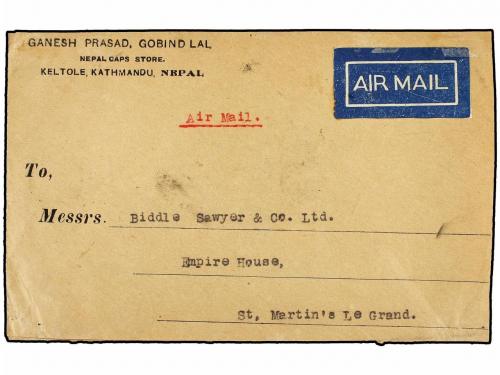 GANESH PRASAD, GOBIND LAL,
NEPAL CAPS STORE.
KELTOLE, KATHMANDU, NEPAL
AIR MAIL
Air Mail.
To,
Messrs. Biddle Sawyer & Co. Ltd.
Empire House,
St, Martin's Le Grand.